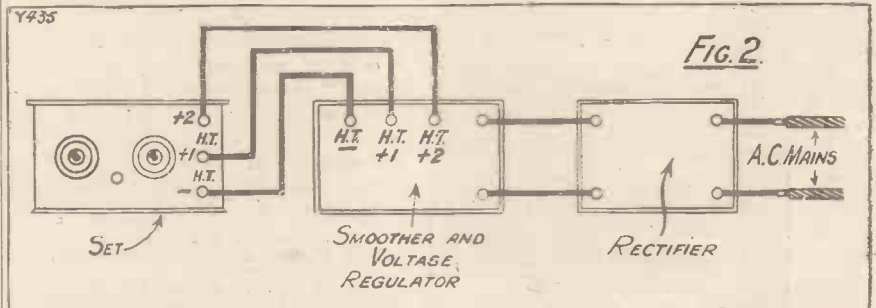 Y435
FIG. 2.
+2
H.T.
+1
H.T.
-
H.T. H.T. H.T.
- +1 +2
A.C. MAINS
SET
SMOOTHER AND
VOLTAGE
REGULATOR
RECTIFIER